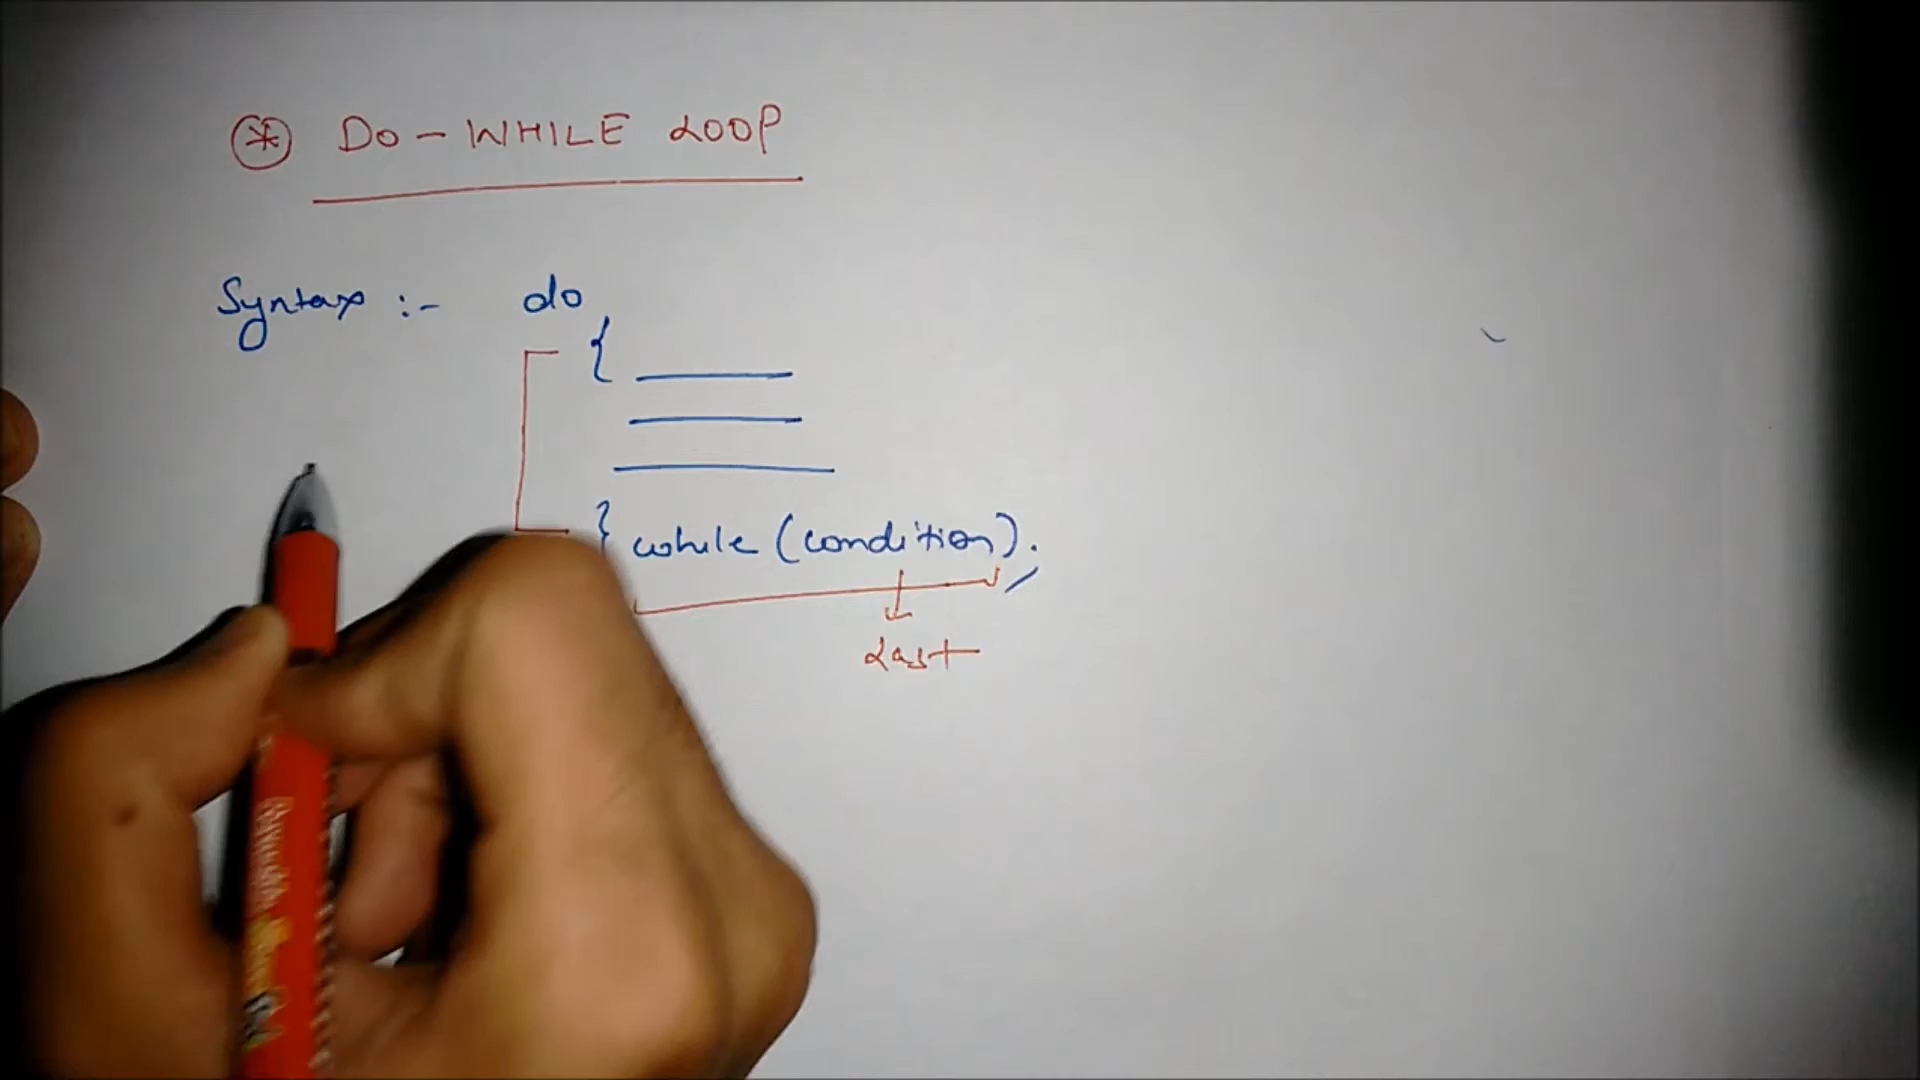 * DO - WHILE LOOP
Syntax :- do
{
} while (condition);
Last